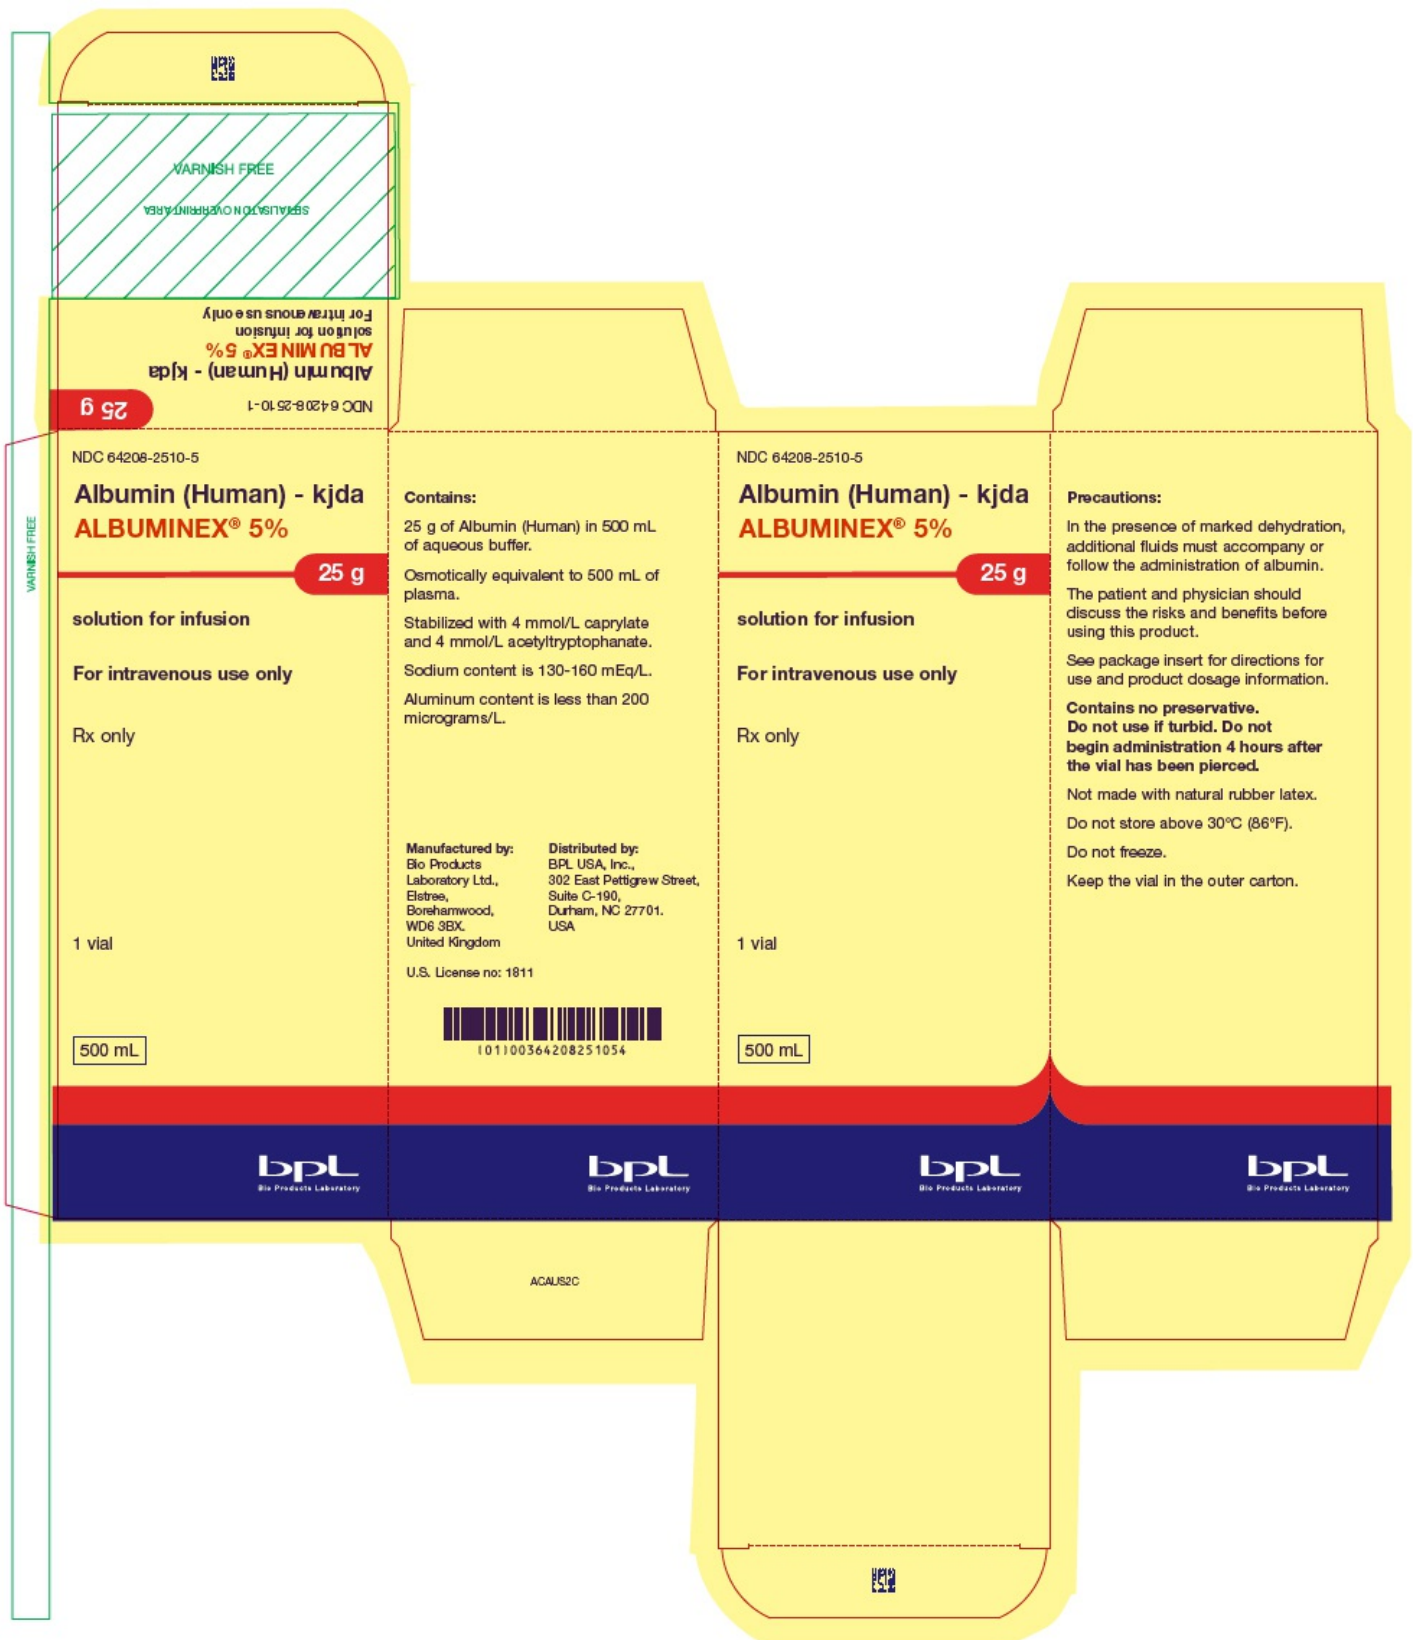 VARNISH FREE
SERIALISATION OVERPRINT AREA
For intravenous use only
solution for infusion
ALBUMINEX® 5%
Albumin (Human) - kjda
NDC 64208-2510-1
25 g
VARNISH FREE
NDC 64208-2510-5
Albumin (Human) - kjda
ALBUMINEX® 5%
25 g
solution for infusion
For intravenous use only
Rx only
1 vial
500 mL
bpL
Bio Products Laboratory
Contains:
25 g of Albumin (Human) in 500 mL
of aqueous buffer.
Osmotically equivalent to 500 mL of
plasma.
Stabilized with 4 mmol/L caprylate
and 4 mmol/L acetyltryptophanate.
Sodium content is 130-160 mEq/L.
Aluminum content is less than 200
micrograms/L.
Manufactured by:
Bio Products
Laboratory Ltd.,
Elstree,
Borehamwood,
WD6 3BX.
United Kingdom
Distributed by:
BPL USA, Inc.,
302 East Pettigrew Street,
Suite C-190,
Durham, NC 27701.
USA
U.S. License no: 1811
(01)00364208251054
bpL
Bio Products Laboratory
ACAUS2C
NDC 64208-2510-5
Albumin (Human) - kjda
ALBUMINEX® 5%
25 g
solution for infusion
For intravenous use only
Rx only
1 vial
500 mL
bpL
Bio Products Laboratory
Precautions:
In the presence of marked dehydration,
additional fluids must accompany or
follow the administration of albumin.
The patient and physician should
discuss the risks and benefits before
using this product.
See package insert for directions for
use and product dosage information.
Contains no preservative.
Do not use if turbid. Do not
begin administration 4 hours after
the vial has been pierced.
Not made with natural rubber latex.
Do not store above 30°C (86°F).
Do not freeze.
Keep the vial in the outer carton.
bpL
Bio Products Laboratory